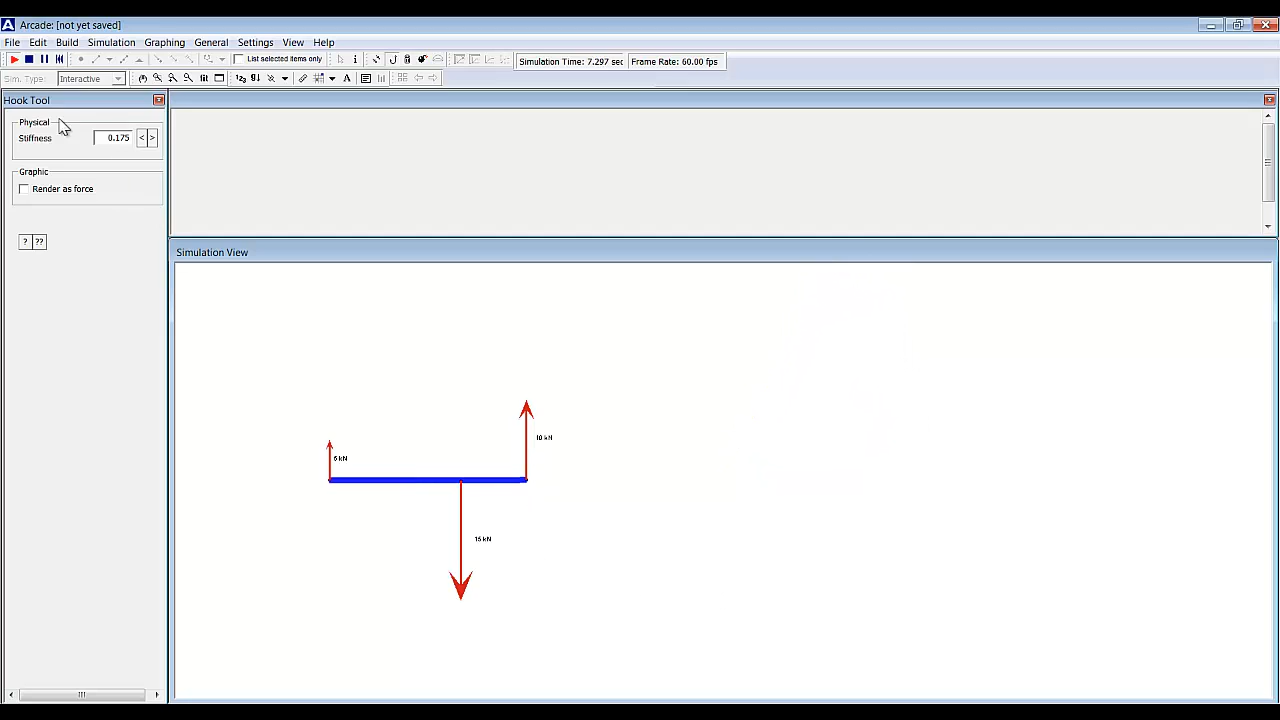 Arcade: [not yet saved]
File Edit Build Simulation Graphing General Settings View Help
List selected items only
Simulation Time: 7.297 sec
Frame Rate: 60.00 fps
Sim. Type: Interactive
Hook Tool
Physical
Stiffness 0.175 < >
Graphic
Render as force
? ??
Simulation View
10 kN
5 kN
15 kN